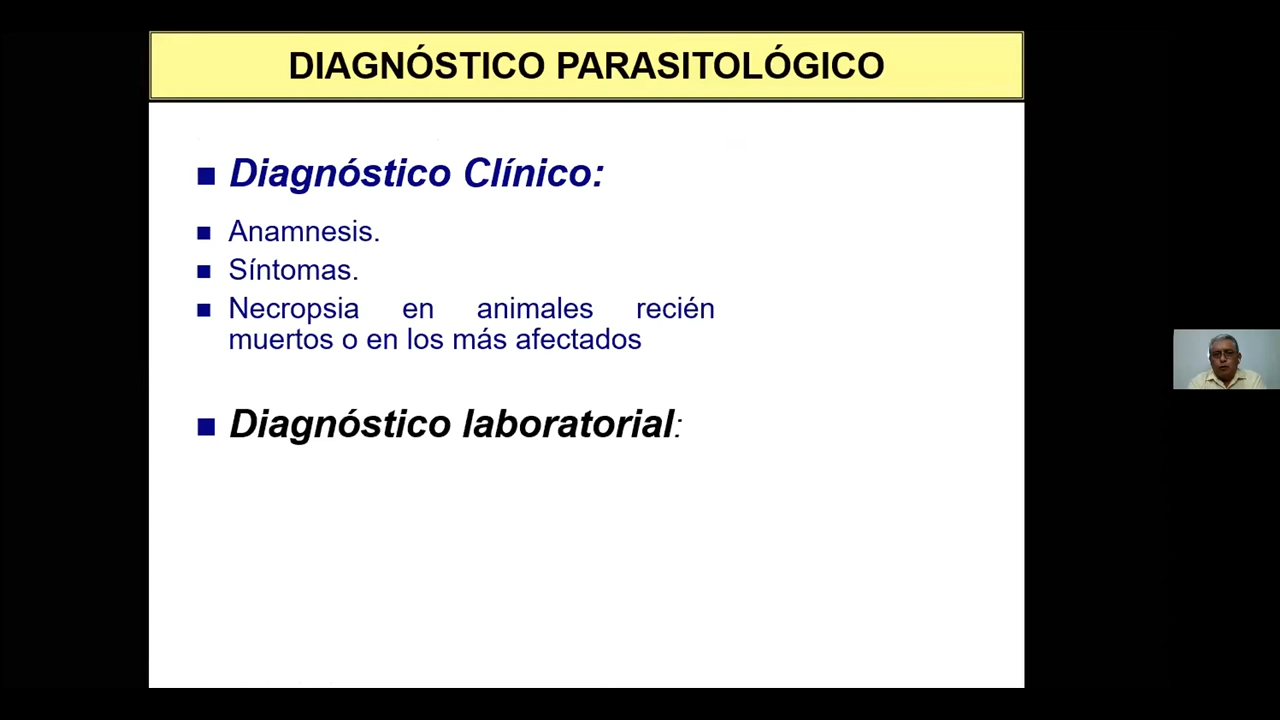 DIAGNÓSTICO PARASITOLÓGICO
Diagnóstico Clínico:
Anamnesis.
Síntomas.
Necropsia en animales recién
muertos o en los más afectados
Diagnóstico laboratorial: